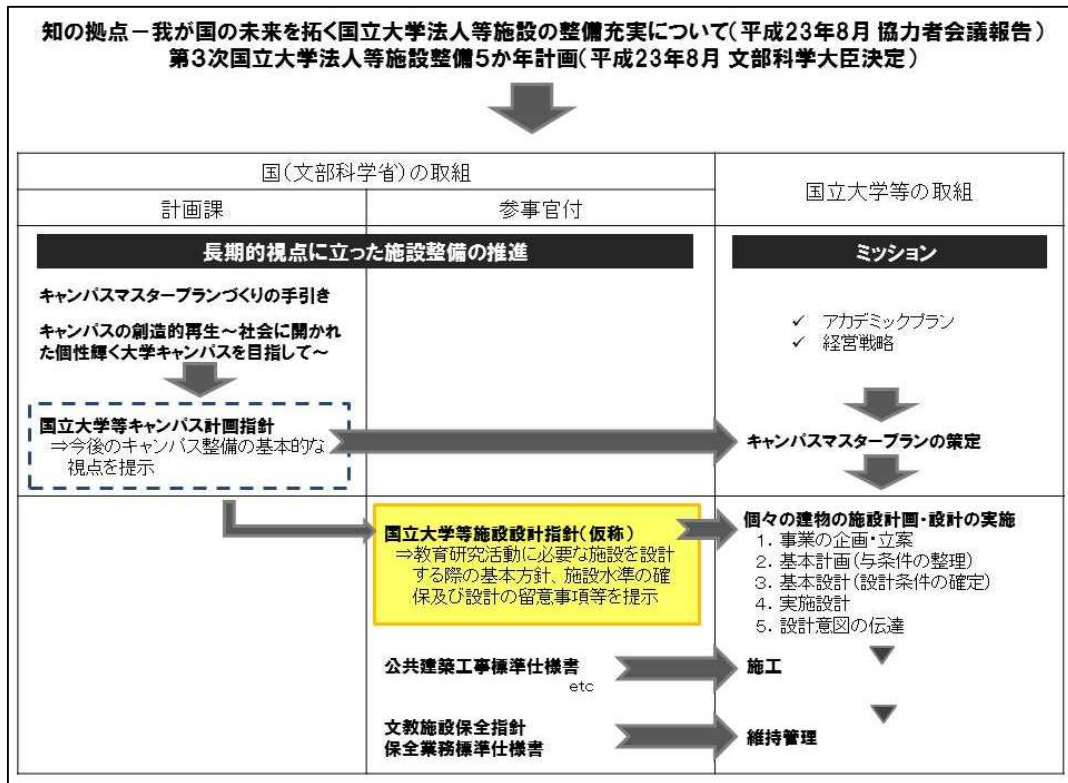 知の拠点－我が国の未来を拓く国立大学法人等施設の整備充実について(平成23年8月 協力者会議報告)
第3次国立大学法人等施設整備5か年計画(平成23年8月 文部科学大臣決定)
国(文部科学省)の取組
国立大学等の取組
計画課
参事官付
長期的視点に立った施設整備の推進
ミッション
キャンパスマスタープランづくりの手引き
キャンパスの創造的再生～社会に開かれ
た個性輝く大学キャンパスを目指して～
✓ アカデミックプラン
✓ 経営戦略
国立大学等キャンパス計画指針
⇒今後のキャンパス整備の基本的な
視点を提示
キャンパスマスタープランの策定
国立大学等施設設計指針(仮称)
⇒教育研究活動に必要な施設を設計
する際の基本方針、施設水準の確
保及び設計の留意事項等を提示
個々の建物の施設計画・設計の実施
1. 事業の企画・立案
2. 基本計画(与条件の整理)
3. 基本設計(設計条件の確定)
4. 実施設計
5. 設計意図の伝達
公共建築工事標準仕様書
etc
施工
文教施設保全指針
保全業務標準仕様書
維持管理